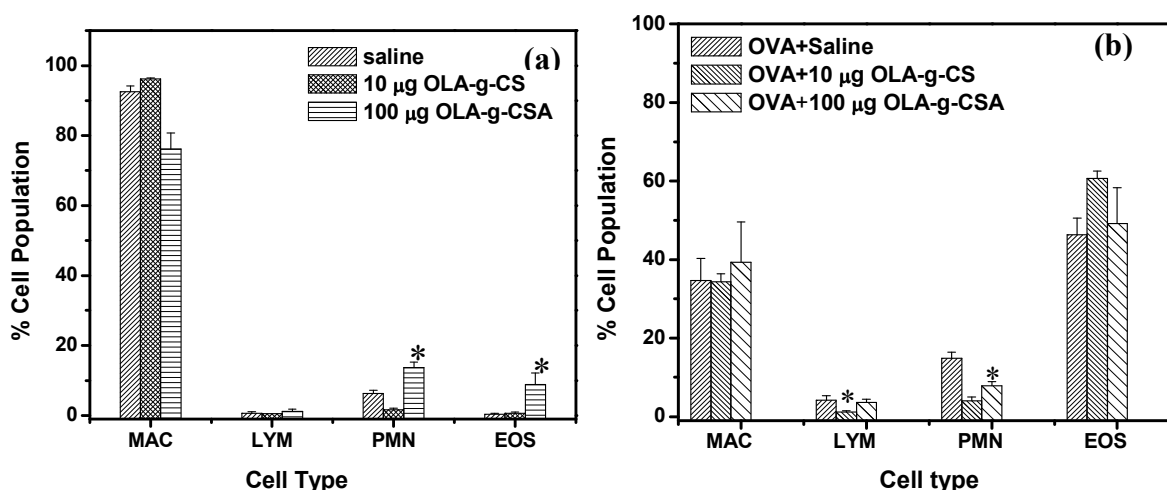 (a)
saline
10 μg OLA-g-CS
100 μg OLA-g-CSA
100
80
60
40
20
0
% Cell Population
MAC LYM PMN EOS
* *
Cell Type
(b)
OVA+Saline
OVA+10 μg OLA-g-CS
OVA+100 μg OLA-g-CSA
100
80
60
40
20
0
% Cell Population
MAC LYM PMN EOS
* *
Cell type